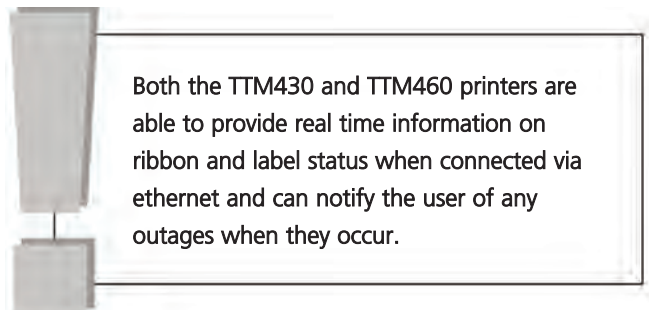 Both the TTM430 and TTM460 printers are
able to provide real time information on
ribbon and label status when connected via
ethernet and can notify the user of any
outages when they occur.